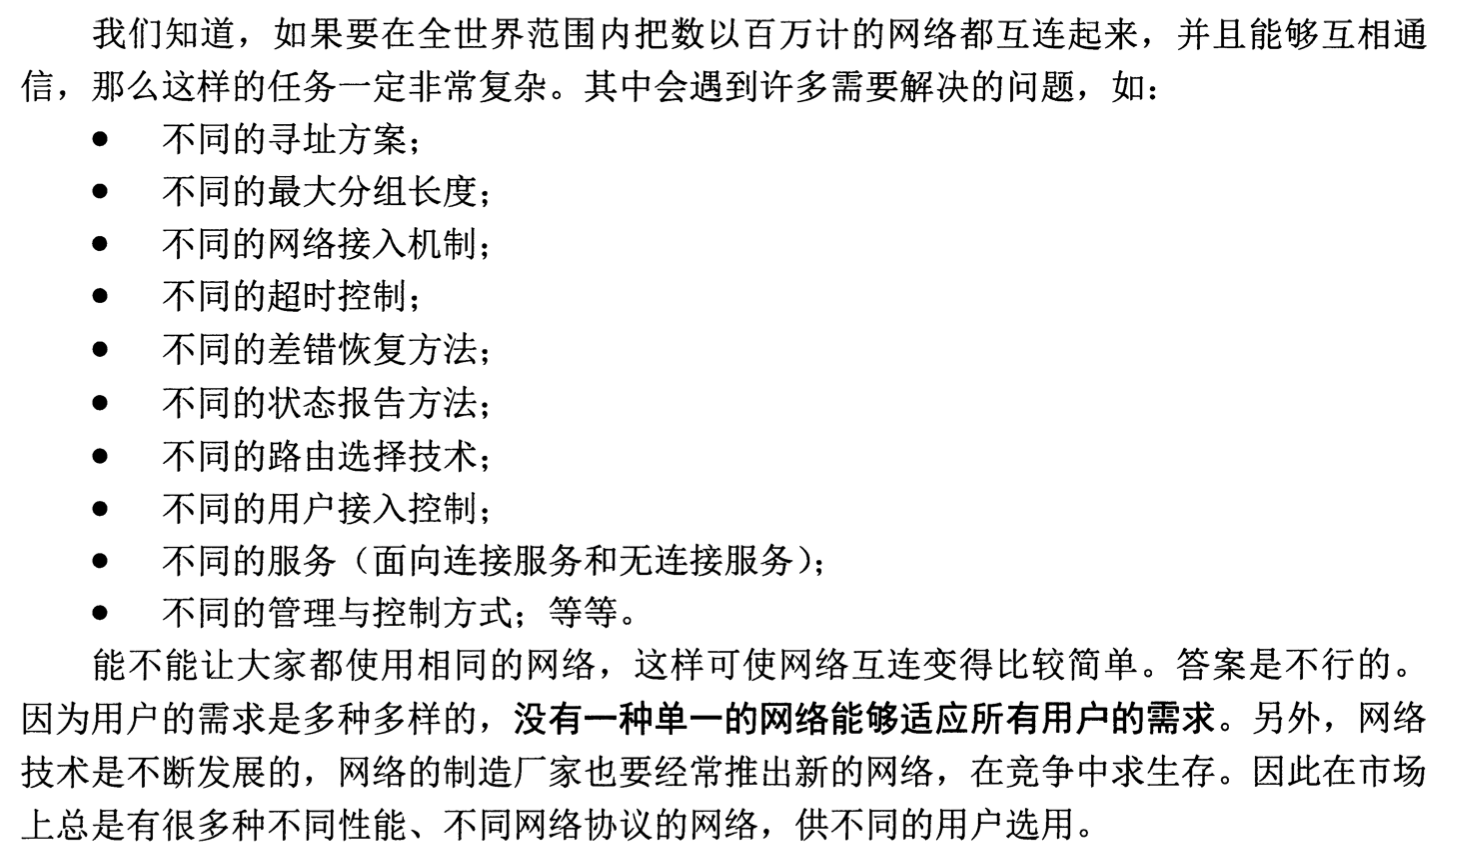 我们知道，如果要在全世界范围内把数以百万计的网络都互连起来，并且能够互相通
信，那么这样的任务一定非常复杂。其中会遇到许多需要解决的问题，如：
● 不同的寻址方案；
● 不同的最大分组长度；
● 不同的网络接入机制；
● 不同的超时控制；
● 不同的差错恢复方法；
● 不同的状态报告方法；
● 不同的路由选择技术；
● 不同的用户接入控制；
● 不同的服务（面向连接服务和无连接服务）；
● 不同的管理与控制方式；等等。
能不能让大家都使用相同的网络，这样可使网络互连变得比较简单。答案是不行的。
因为用户的需求是多种多样的，没有一种单一的网络能够适应所有用户的需求。另外，网络
技术是不断发展的，网络的制造厂家也要经常推出新的网络，在竞争中求生存。因此在市场
上总是有很多种不同性能、不同网络协议的网络，供不同的用户选用。